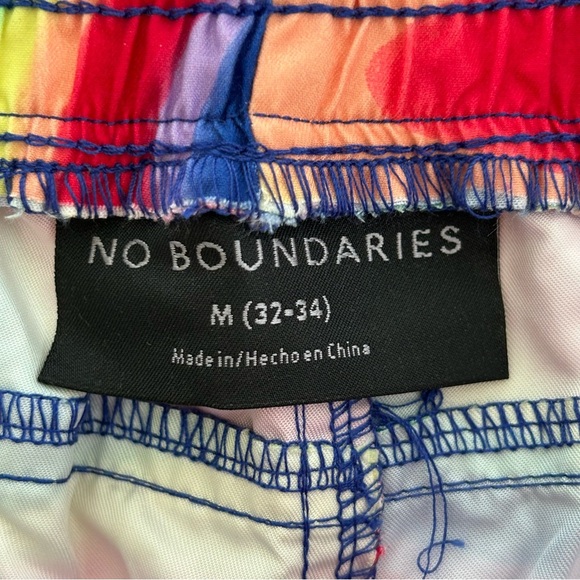 NO BOUNDARIES
M (32-34)
Made in/Hecho en China